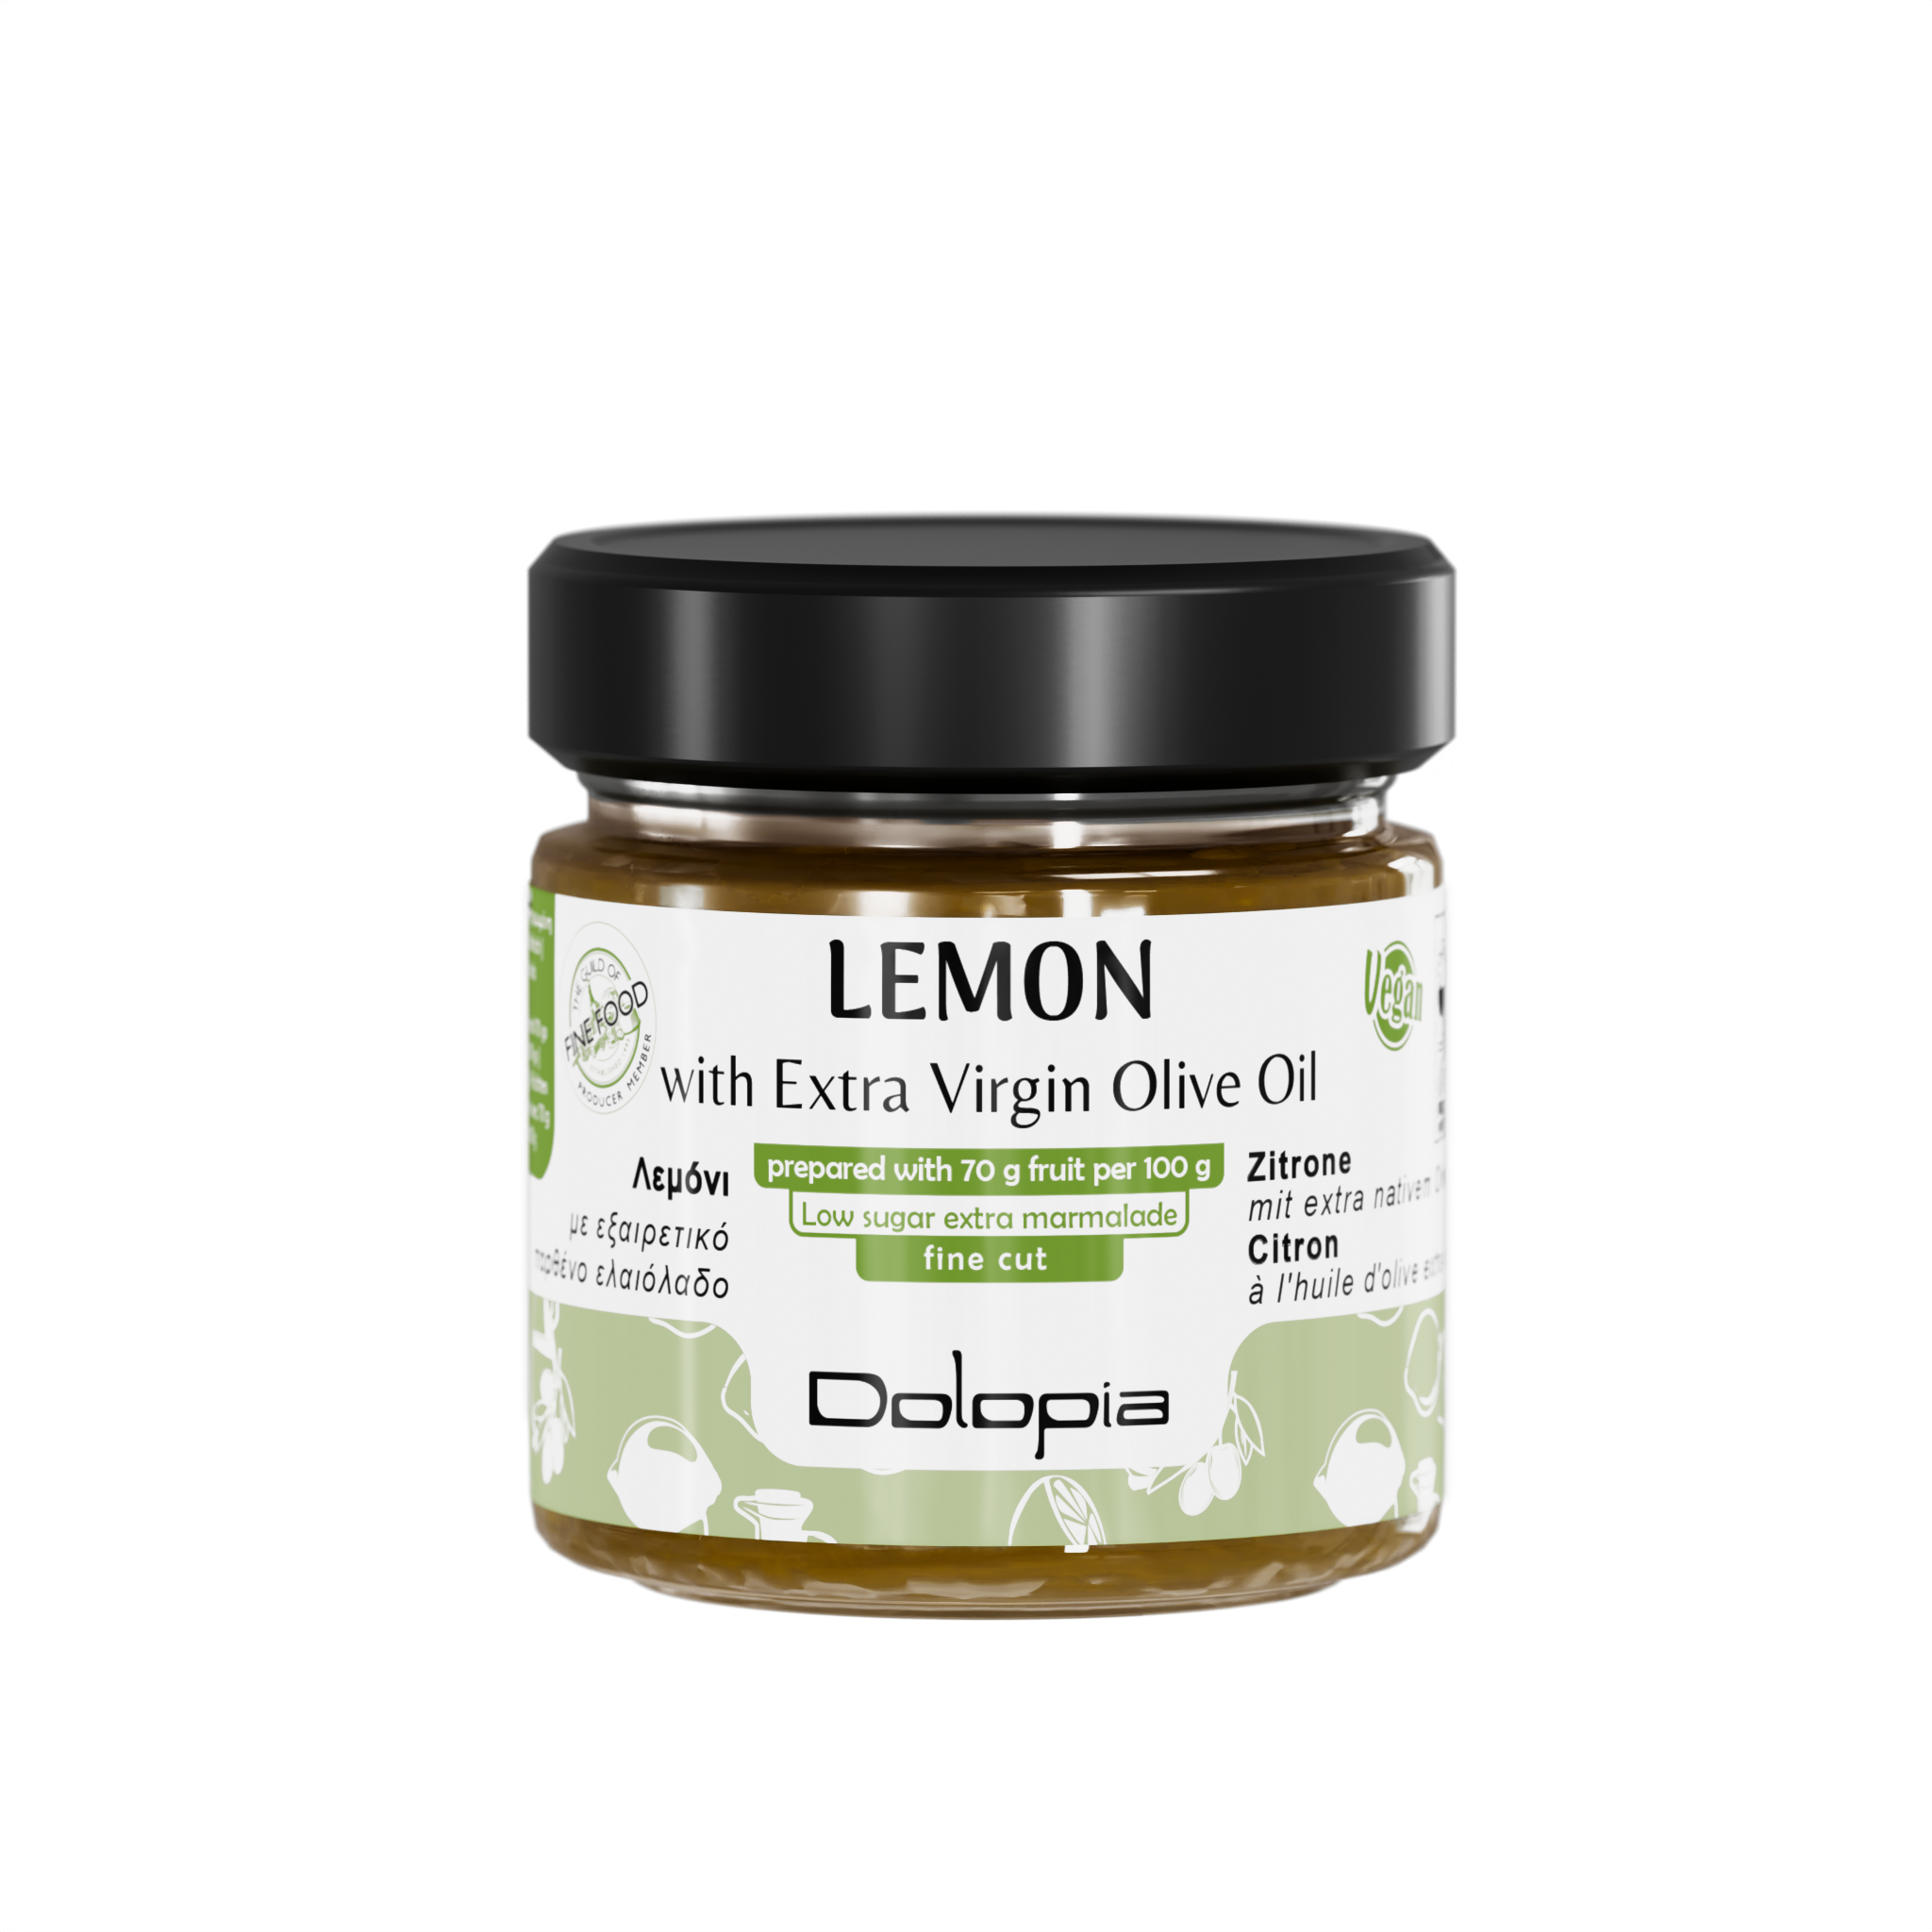 LEMON
with Extra Virgin Olive Oil
THE GUILD OF
FINE FOOD
PRODUCER MEMBER
Vegan
prepared with 70 g fruit per 100 g
Low sugar extra marmalade
fine cut
Λεμόνι
με εξαιρετικό
παρθένο ελαιόλαδο
Zitrone
mit extra nativem
Citron
à l'huile d'olive
Dolopia